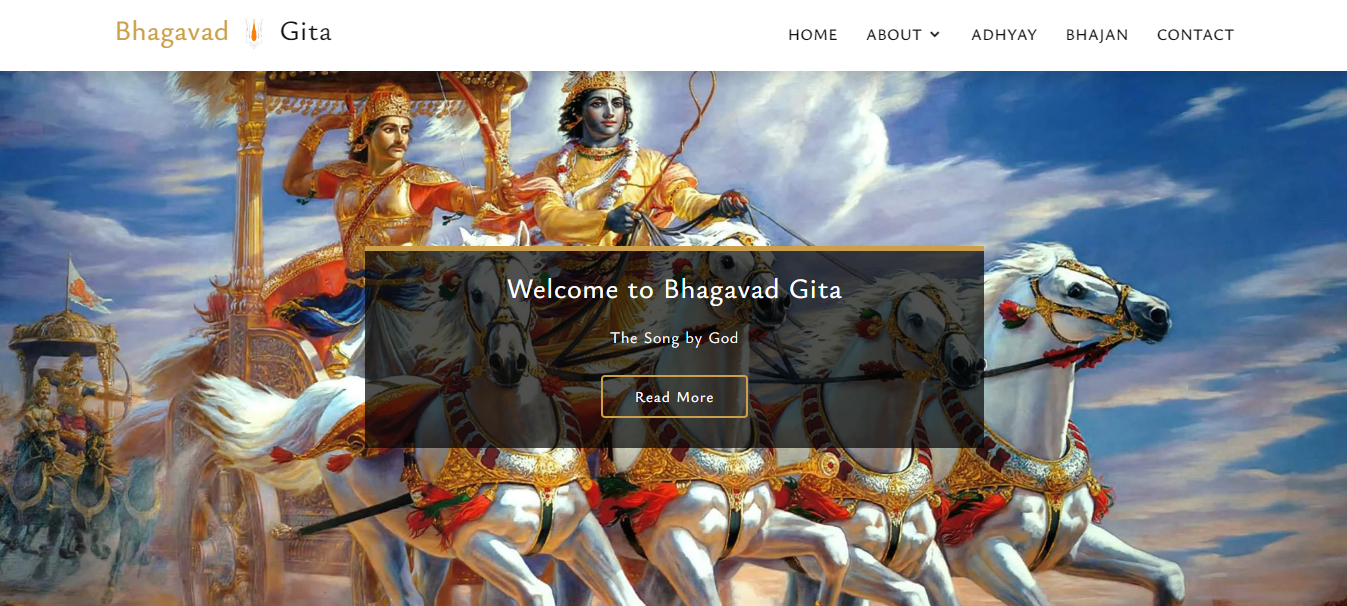 Bhagavad Gita
HOME ABOUT ADHYAY BHAJAN CONTACT
Welcome to Bhagavad Gita
The Song by God
Read More